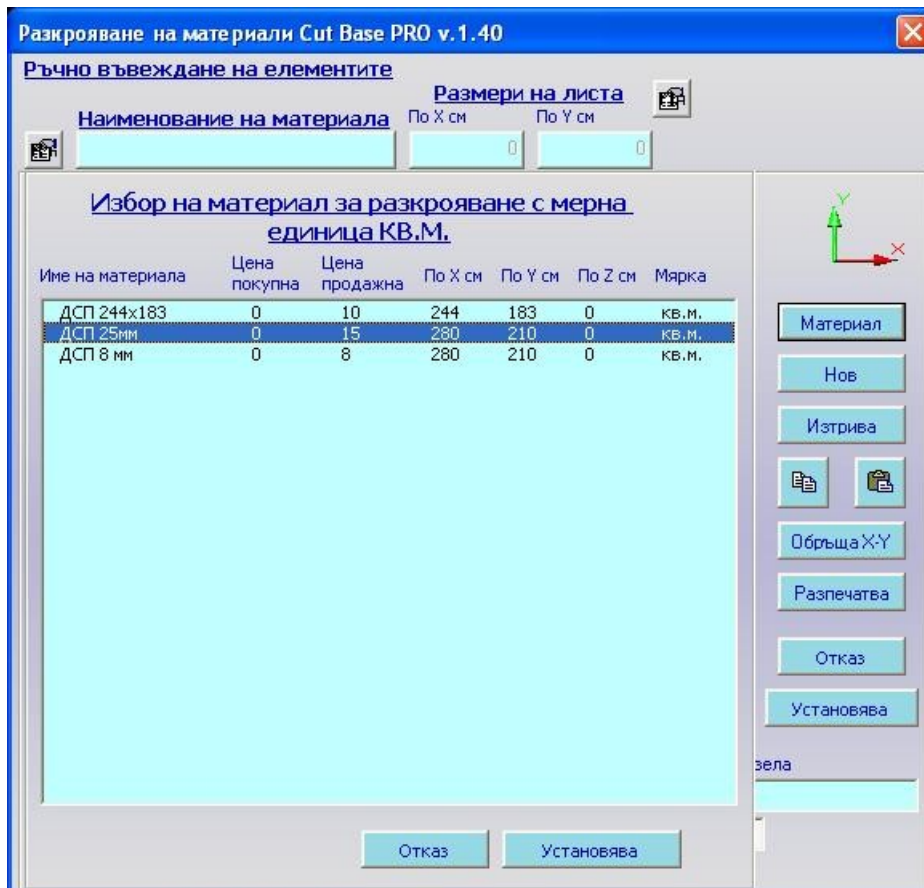 Разкрояване на материали Cut Base PRO v.1.40
Ръчно въвеждане на елементите
Размери на листа
Наименование на материала По X см По Y см
0 0
Избор на материал за разкрояване с мерна
единица КВ.М.
Y
X
Име на материала Цена покупна Цена продажна По X см По Y см По Z см Мярка
ДСП 244x183 0 10 244 183 0 кв.м.
ДСП 25мм 0 15 280 210 0 кв.м.
ДСП 8 мм 0 8 280 210 0 кв.м.
Материал
Нов
Изтрива
Обръща X-Y
Разпечатва
Отказ
Установява
зела
Отказ Установява